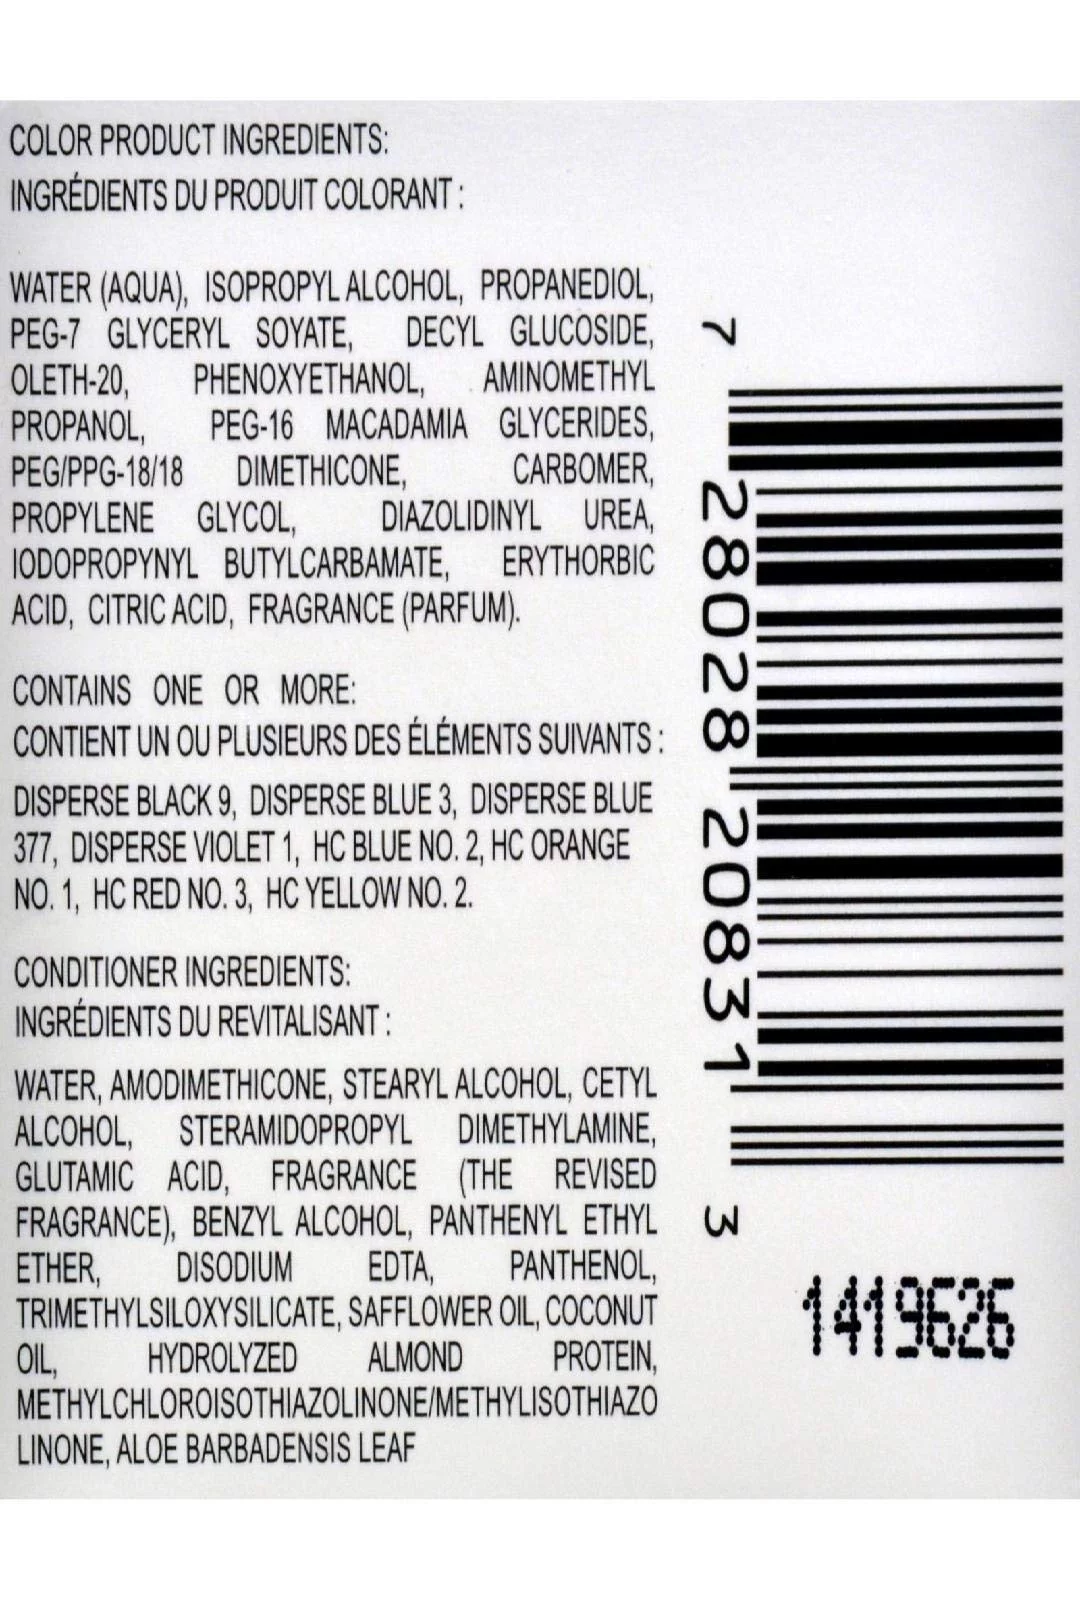 COLOR PRODUCT INGREDIENTS:
INGRÉDIENTS DU PRODUIT COLORANT :
WATER (AQUA), ISOPROPYL ALCOHOL, PROPANEDIOL,
PEG-7 GLYCERYL SOYATE, DECYL GLUCOSIDE,
OLETH-20, PHENOXYETHANOL, AMINOMETHYL
PROPANOL, PEG-16 MACADAMIA GLYCERIDES,
PEG/PPG-18/18 DIMETHICONE, CARBOMER,
PROPYLENE GLYCOL, DIAZOLIDINYL UREA,
IODOPROPYNYL BUTYLCARBAMATE, ERYTHORBIC
ACID, CITRIC ACID, FRAGRANCE (PARFUM).
CONTAINS ONE OR MORE:
CONTIENT UN OU PLUSIEURS DES ÉLÉMENTS SUIVANTS :
DISPERSE BLACK 9, DISPERSE BLUE 3, DISPERSE BLUE
377, DISPERSE VIOLET 1, HC BLUE NO. 2, HC ORANGE
NO. 1, HC RED NO. 3, HC YELLOW NO. 2.
CONDITIONER INGREDIENTS:
INGRÉDIENTS DU REVITALISANT :
WATER, AMODIMETHICONE, STEARYL ALCOHOL, CETYL
ALCOHOL, STERAMIDOPROPYL DIMETHYLAMINE,
GLUTAMIC ACID, FRAGRANCE (THE REVISED
FRAGRANCE), BENZYL ALCOHOL, PANTHENYL ETHYL
ETHER, DISODIUM EDTA, PANTHENOL,
TRIMETHYLSILOXYSILICATE, SAFFLOWER OIL, COCONUT
OIL, HYDROLYZED ALMOND PROTEIN,
METHYLCHLOROISOTHIAZOLINONE/METHYLISOTHIAZO
LINONE, ALOE BARBADENSIS LEAF
7 28028 20831 3
1419626